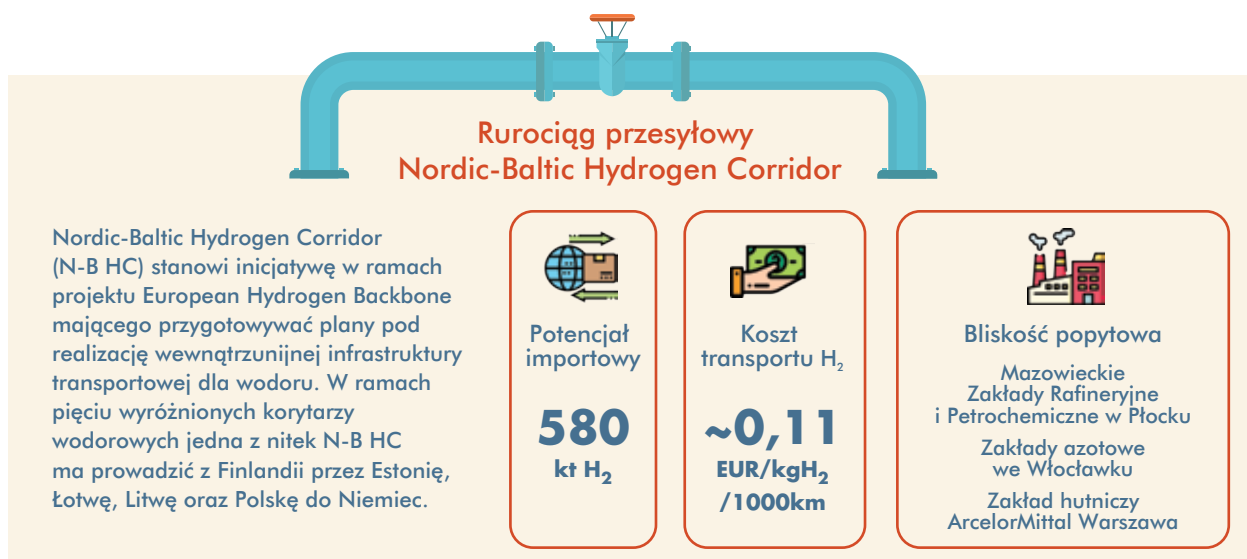 Rurociąg przesyłowy
Nordic-Baltic Hydrogen Corridor
Nordic-Baltic Hydrogen Corridor
(N-B HC) stanowi inicjatywę w ramach
projektu European Hydrogen Backbone
mającego przygotowywać plany pod
realizację wewnątrzunijnej infrastruktury
transportowej dla wodoru. W ramach
pięciu wyróżnionych korytarzy
wodorowych jedna z nitek N-B HC
ma prowadzić z Finlandii przez Estonię,
Łotwę, Litwę oraz Polskę do Niemiec.
Potencjał
importowy
580
kt H₂
Koszt
transportu H₂
~0,11
EUR/kgH₂
/1000km
Bliskość popytowa
Mazowieckie
Zakłady Rafineryjne
i Petrochemiczne w Płocku
Zakłady azotowe
we Włocławku
Zakład hutniczy
ArcelorMittal Warszawa